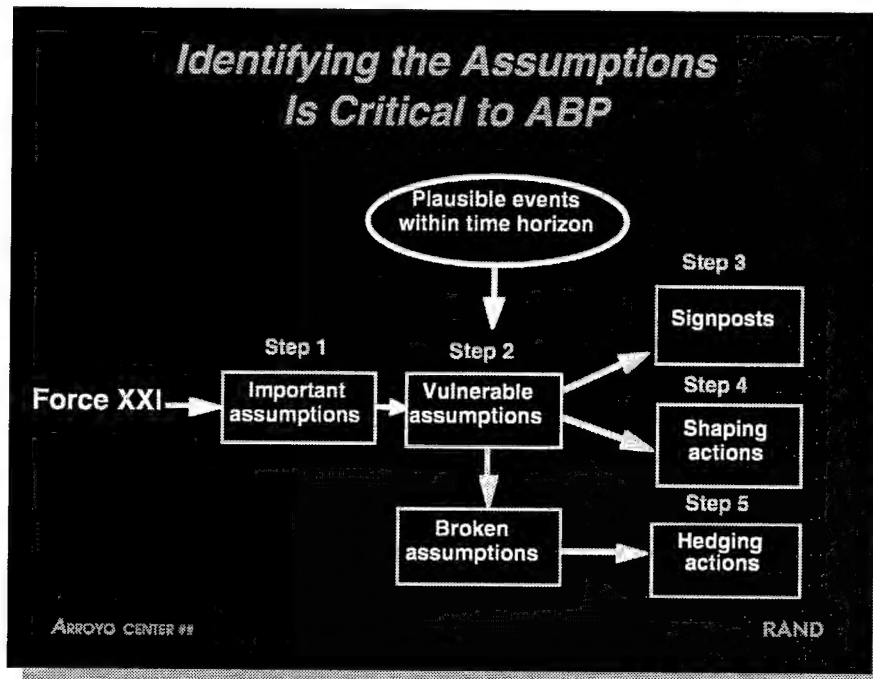 Identifying the Assumptions
Is Critical to ABP
Plausible events
within time horizon
Step 3
Signposts
Step 1
Step 2
Force XXI
Important
assumptions
Vulnerable
assumptions
Step 4
Shaping
actions
Step 5
Broken
assumptions
Hedging
actions
ARROYO CENTER
RAND